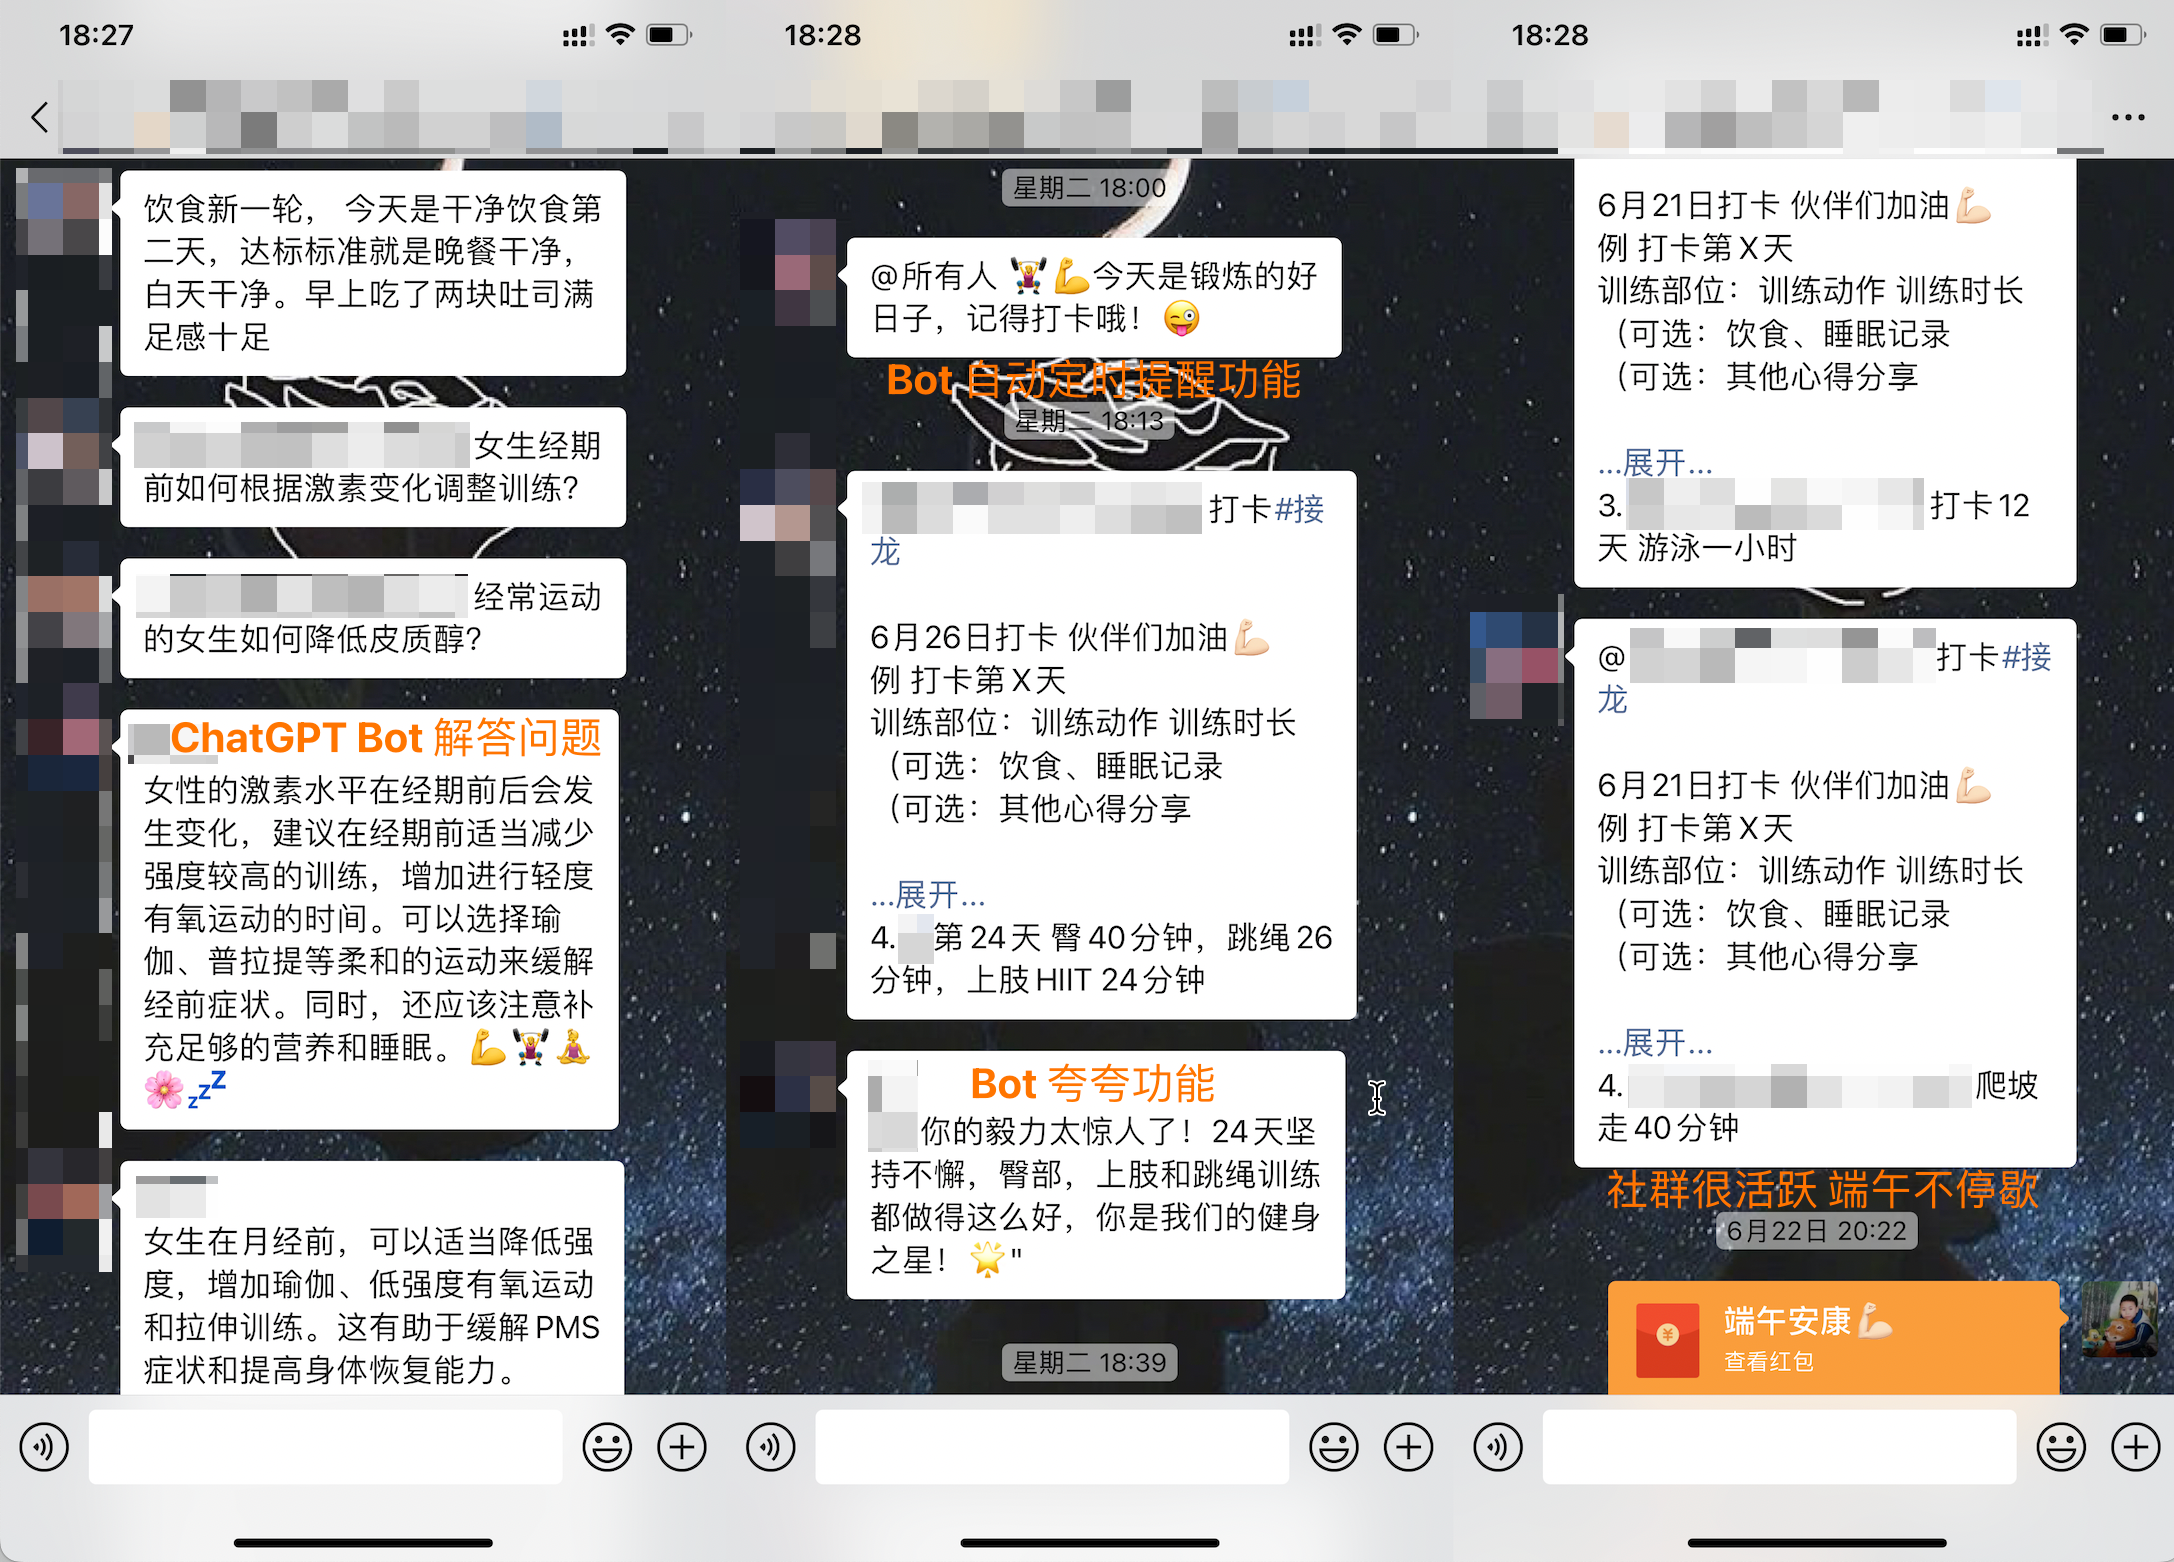 18:27
饮食新一轮， 今天是干净饮食第
二天，达标标准就是晚餐干净，
白天干净。早上吃了两块吐司满
足感十足
女生经期
前如何根据激素变化调整训练？
经常运动
的女生如何降低皮质醇？
ChatGPT Bot 解答问题
女性的激素水平在经期前后会发
生变化，建议在经期前适当减少
强度较高的训练，增加进行轻度
有氧运动的时间。可以选择瑜
伽、普拉提等柔和的运动来缓解
经前症状。同时，还应该注意补
充足够的营养和睡眠。💪🏋️‍♀️🧘‍♀️
🌸💤
女生在月经前，可以适当降低强
度，增加瑜伽、低强度有氧运动
和拉伸训练。这有助于缓解PMS
症状和提高身体恢复能力。
18:28
星期二 18:00
@所有人 🏋️‍♀️💪今天是锻炼的好
日子，记得打卡哦！😜
Bot 自动定时提醒功能
星期二 18:13
打卡#接
龙
6月26日打卡 伙伴们加油💪🏻
例 打卡第X天
训练部位：训练动作 训练时长
（可选：饮食、睡眠记录
（可选：其他心得分享
...展开...
4. 第24天 臀40分钟，跳绳26
分钟，上肢HIIT 24分钟
Bot 夸夸功能
你的毅力太惊人了！24天坚
持不懈，臀部，上肢和跳绳训练
都做得这么好，你是我们的健身
之星！🌟"
星期二 18:39
18:28
6月21日打卡 伙伴们加油💪🏻
例 打卡第X天
训练部位：训练动作 训练时长
（可选：饮食、睡眠记录
（可选：其他心得分享
...展开...
3. 打卡12
天 游泳一小时
@ 打卡#接
龙
6月21日打卡 伙伴们加油💪🏻
例 打卡第X天
训练部位：训练动作 训练时长
（可选：饮食、睡眠记录
（可选：其他心得分享
...展开...
4. 爬坡
走40分钟
社群很活跃 端午不停歇
6月22日 20:22
端午安康💪🏻
查看红包